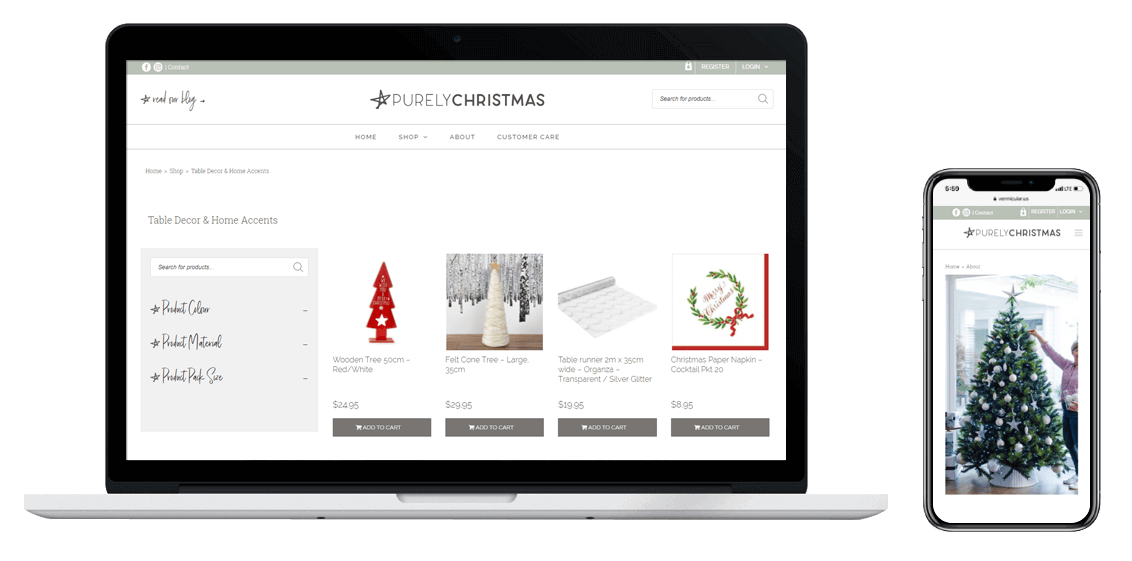 | Contact
REGISTER
LOGIN
read our blog →
PURELYCHRISTMAS
Search for products...
HOME
SHOP
ABOUT
CUSTOMER CARE
Home » Shop » Table Decor & Home Accents
Table Decor & Home Accents
Search for products...
Product Colour
Product Material
Product Pack Size
Wooden Tree 50cm –
Red/White
$24.95
ADD TO CART
Felt Cone Tree – Large,
35cm
$29.95
ADD TO CART
Table runner 2m x 35cm
wide – Organza –
Transparent / Silver Glitter
$19.95
ADD TO CART
Merry
Christmas
Christmas Paper Napkin –
Cocktail Pkt 20
$8.95
ADD TO CART
5:59
LTE
vermicular.us
| Contact
REGISTER
LOGIN
PURELYCHRISTMAS
Home » About